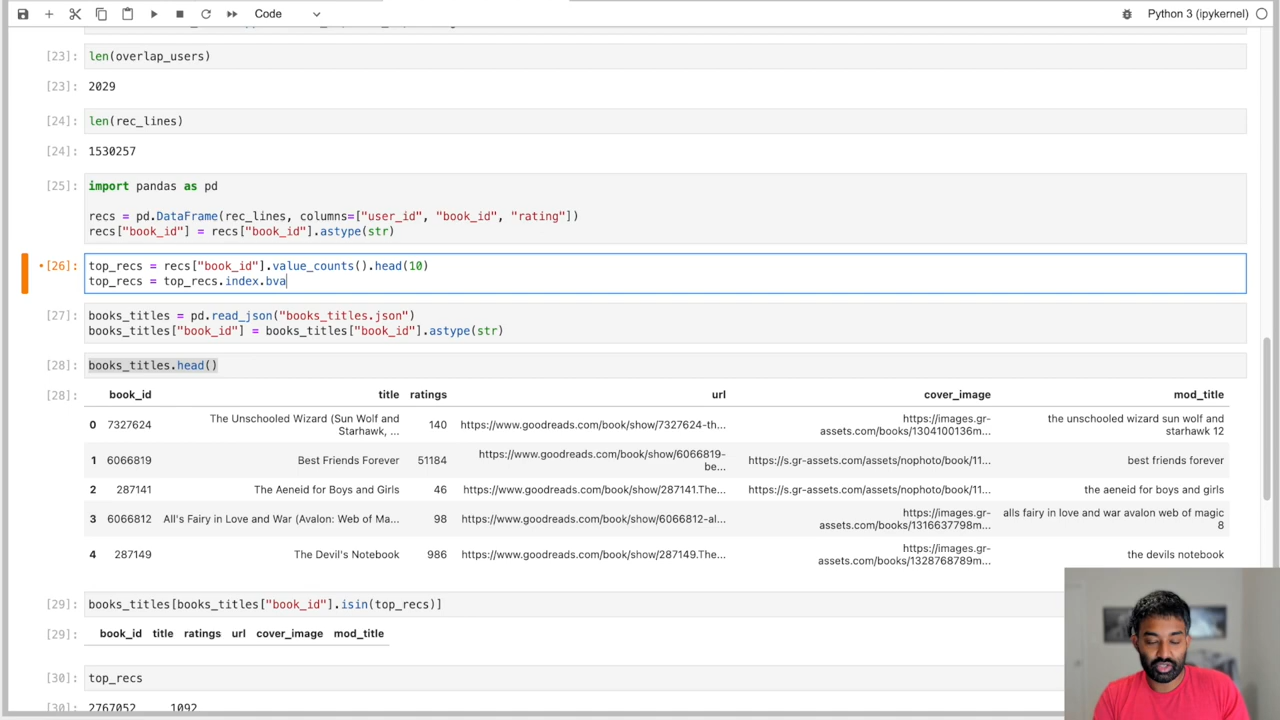 Code
Python 3 (ipykernel)
[23]: len(overlap_users)
[23]: 2029
[24]: len(rec_lines)
[24]: 1530257
[25]: import pandas as pd
recs = pd.DataFrame(rec_lines, columns=["user_id", "book_id", "rating"])
recs["book_id"] = recs["book_id"].astype(str)
•[26]: top_recs = recs["book_id"].value_counts().head(10)
top_recs = top_recs.index.bva
[27]: books_titles = pd.read_json("books_titles.json")
books_titles["book_id"] = books_titles["book_id"].astype(str)
[28]: books_titles.head()
[28]: book_id title ratings url cover_image mod_title
0 7327624 The Unschooled Wizard (Sun Wolf and Starhawk, ... 140 https://www.goodreads.com/book/show/7327624-th... https://images.gr-assets.com/books/1304100136m... the unschooled wizard sun wolf and starhawk 12
1 6066819 Best Friends Forever 51184 https://www.goodreads.com/book/show/6066819-be... https://s.gr-assets.com/assets/nophoto/book/11... best friends forever
2 287141 The Aeneid for Boys and Girls 46 https://www.goodreads.com/book/show/287141.The... https://s.gr-assets.com/assets/nophoto/book/11... the aeneid for boys and girls
3 6066812 All's Fairy in Love and War (Avalon: Web of Ma... 98 https://www.goodreads.com/book/show/6066812-al... https://images.gr-assets.com/books/1316637798m... alls fairy in love and war avalon web of magic 8
4 287149 The Devil's Notebook 986 https://www.goodreads.com/book/show/287149.The... https://images.gr-assets.com/books/1328768789m... the devils notebook
[29]: books_titles[books_titles["book_id"].isin(top_recs)]
[29]: book_id title ratings url cover_image mod_title
[30]: top_recs
[30]: 2767052 1092